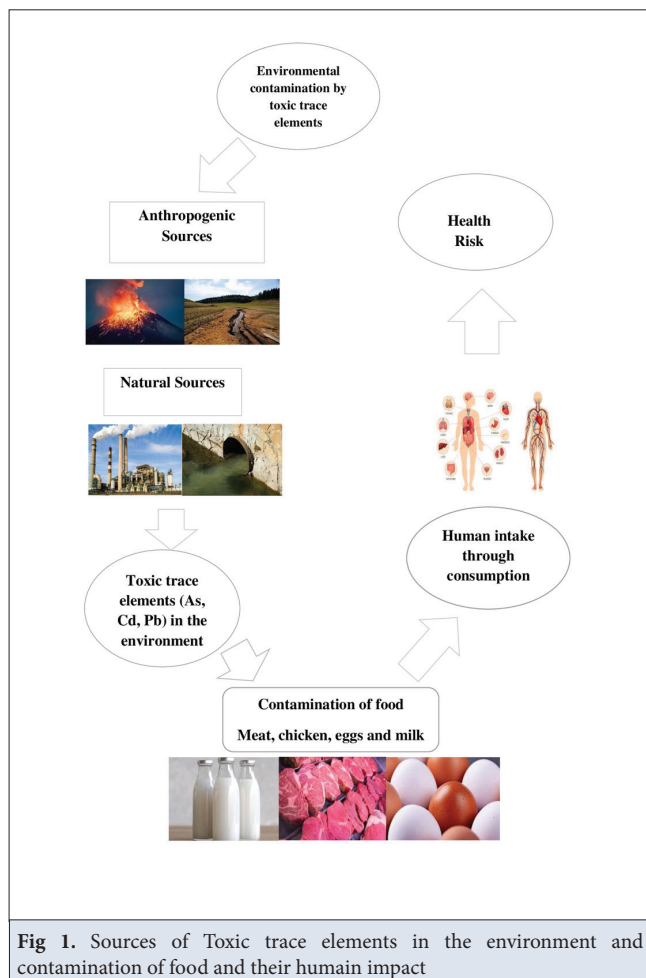 Environmental
contamination by
toxic trace
elements
Anthropogenic
Sources
Natural Sources
Toxic trace
elements (As,
Cd, Pb) in the
environment
Contamination of food
Meat, chicken, eggs and milk
Human intake
through
consumption
Health
Risk
Fig 1. Sources of Toxic trace elements in the environment and
contamination of food and their humain impact